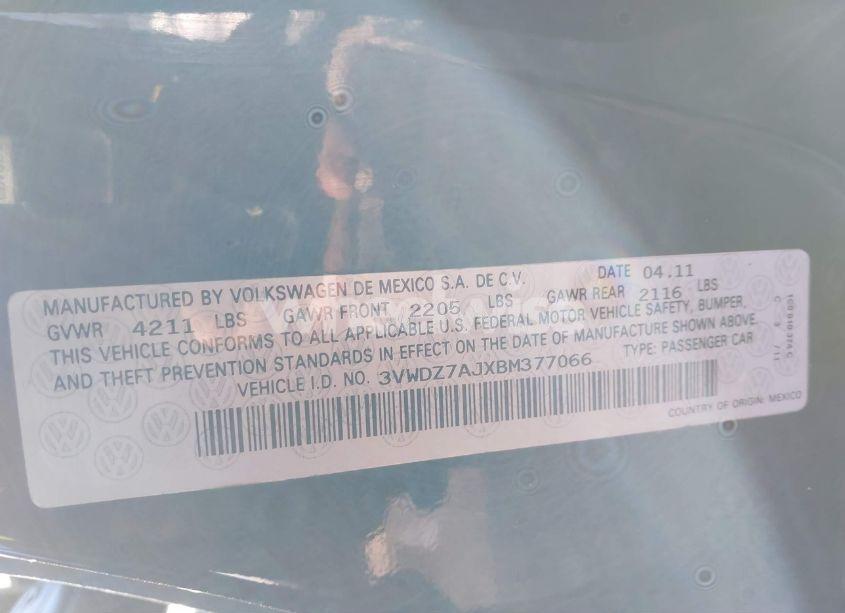 MANUFACTURED BY VOLKSWAGEN DE MEXICO S.A. DE C.V. DATE 04.11
GVWR 4211 LBS GAWR FRONT 2205 LBS GAWR REAR 2116 LBS
THIS VEHICLE CONFORMS TO ALL APPLICABLE U.S. FEDERAL MOTOR VEHICLE SAFETY, BUMPER,
AND THEFT PREVENTION STANDARDS IN EFFECT ON THE DATE OF MANUFACTURE SHOWN ABOVE.
VEHICLE I.D. NO. 3VWDZ7AJXBM377066 TYPE: PASSENGER CAR
COUNTRY OF ORIGIN: MEXICO